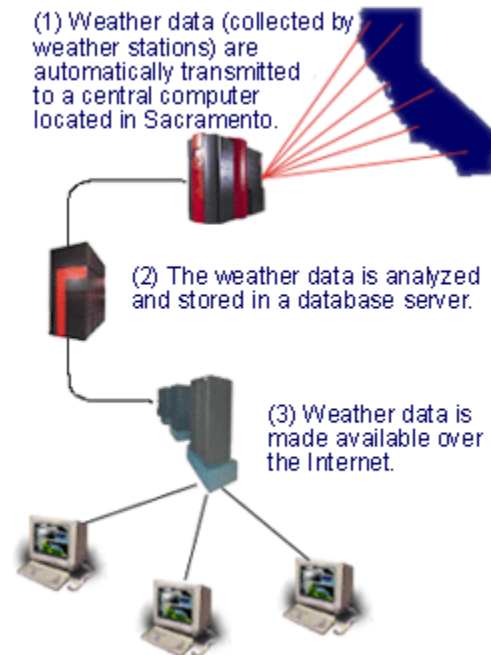 (1) Weather data (collected by
weather stations) are
automatically transmitted
to a central computer
located in Sacramento.
(2) The weather data is analyzed
and stored in a database server.
(3) Weather data is
made available over
the Internet.